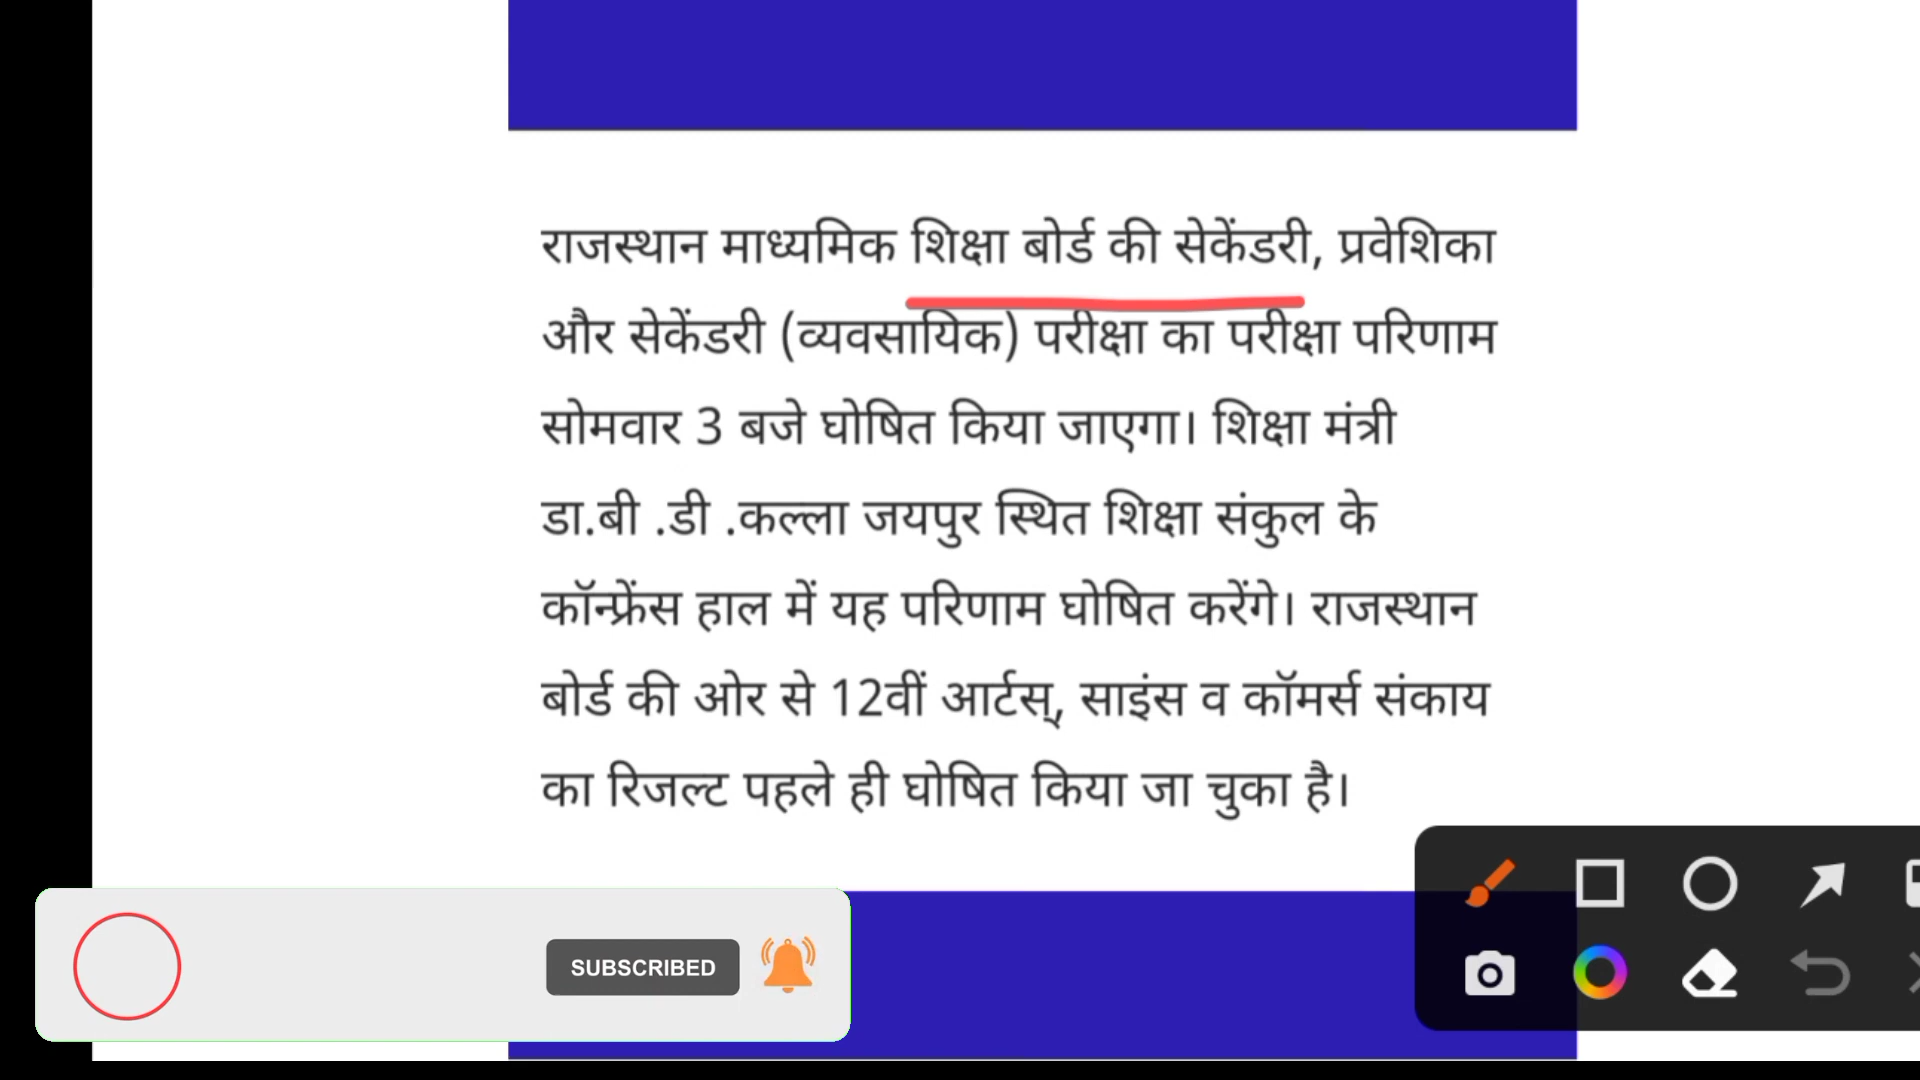 राजस्थान माध्यमिक शिक्षा बोर्ड की सेकेंडरी, प्रवेशिका
और सेकेंडरी (व्यवसायिक) परीक्षा का परीक्षा परिणाम
सोमवार 3 बजे घोषित किया जाएगा। शिक्षा मंत्री
डा.बी .डी .कल्ला जयपुर स्थित शिक्षा संकुल के
कॉन्फ्रेंस हाल में यह परिणाम घोषित करेंगे। राजस्थान
बोर्ड की ओर से 12वीं आर्टस्, साइंस व कॉमर्स संकाय
का रिजल्ट पहले ही घोषित किया जा चुका है।
SUBSCRIBED